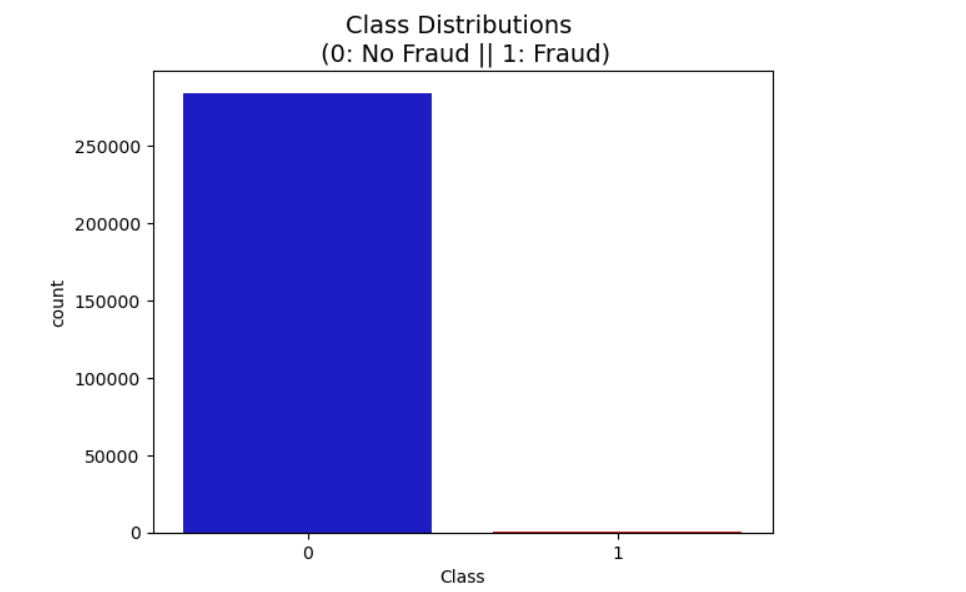 Class Distributions
(0: No Fraud || 1: Fraud)
250000
200000
150000
100000
50000
0
count
0 1
Class